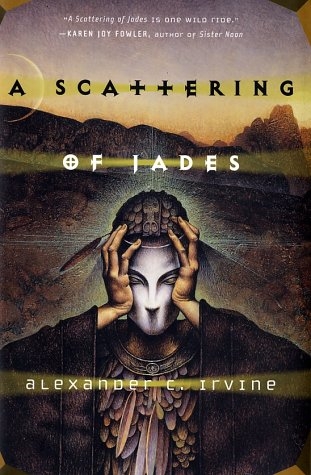 "A Scattering of Jades IS ONE WILD RIDE."
—KAREN JOY FOWLER, AUTHOR OF Sister Noon
A SCATTERING
OF JADES
alexander c. irvine